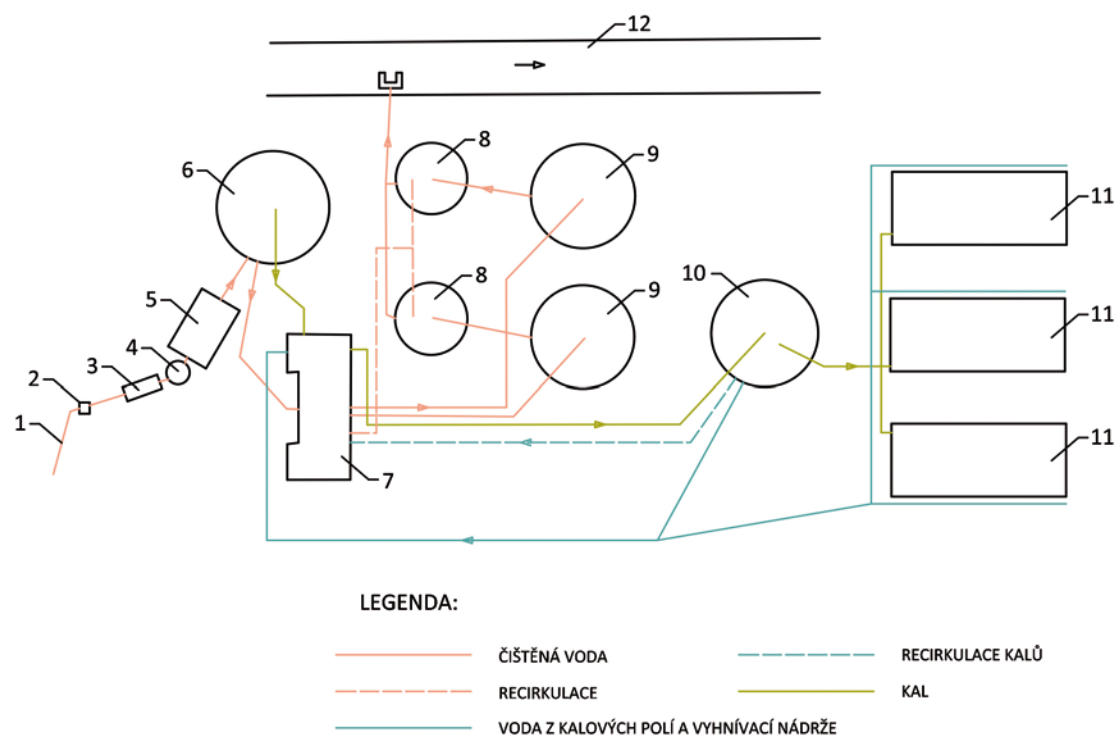 12
8
9
6
11
8
10
5
9
4
11
3
2
1
11
7
LEGENDA:
ČIŠTĚNÁ VODA
RECIRKULACE KALŮ
RECIRKULACE
KAL
VODA Z KALOVÝCH POLÍ A VYHNÍVACÍ NÁDRŽE